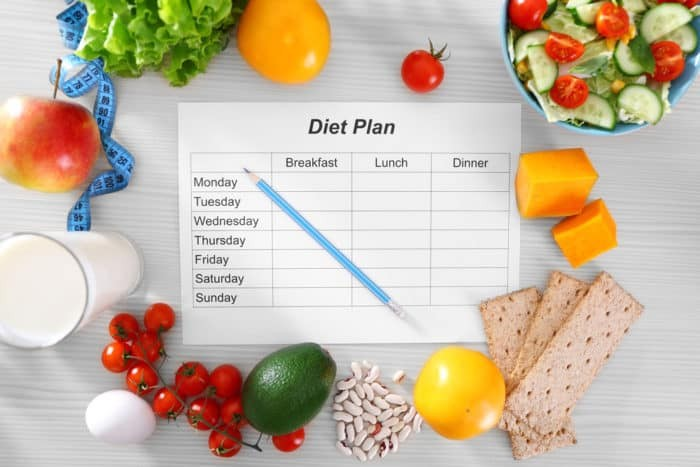 Diet Plan
Breakfast Lunch Dinner
Monday
Tuesday
Wednesday
Thursday
Friday
Saturday
Sunday